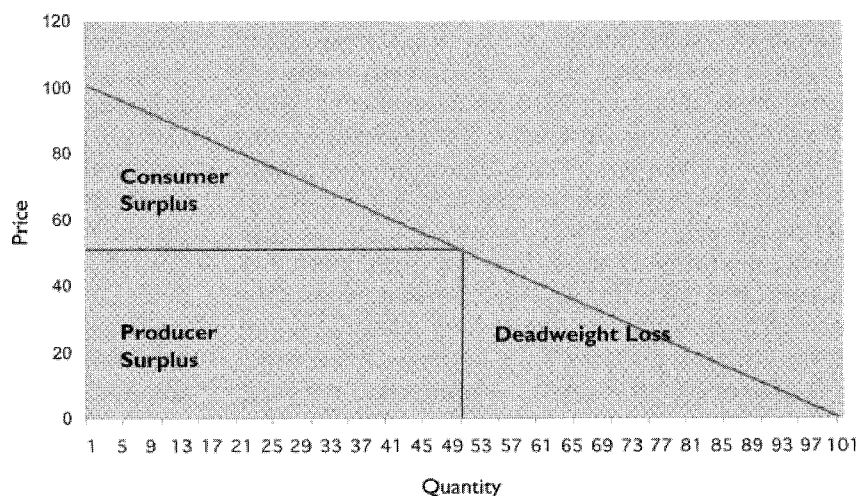 120
100
80
60
40
20
0
Price
Consumer
Surplus
Producer
Surplus
Deadweight Loss
1 5 9 13 17 21 25 29 33 37 41 45 49 53 57 61 65 69 73 77 81 85 89 93 97 101
Quantity